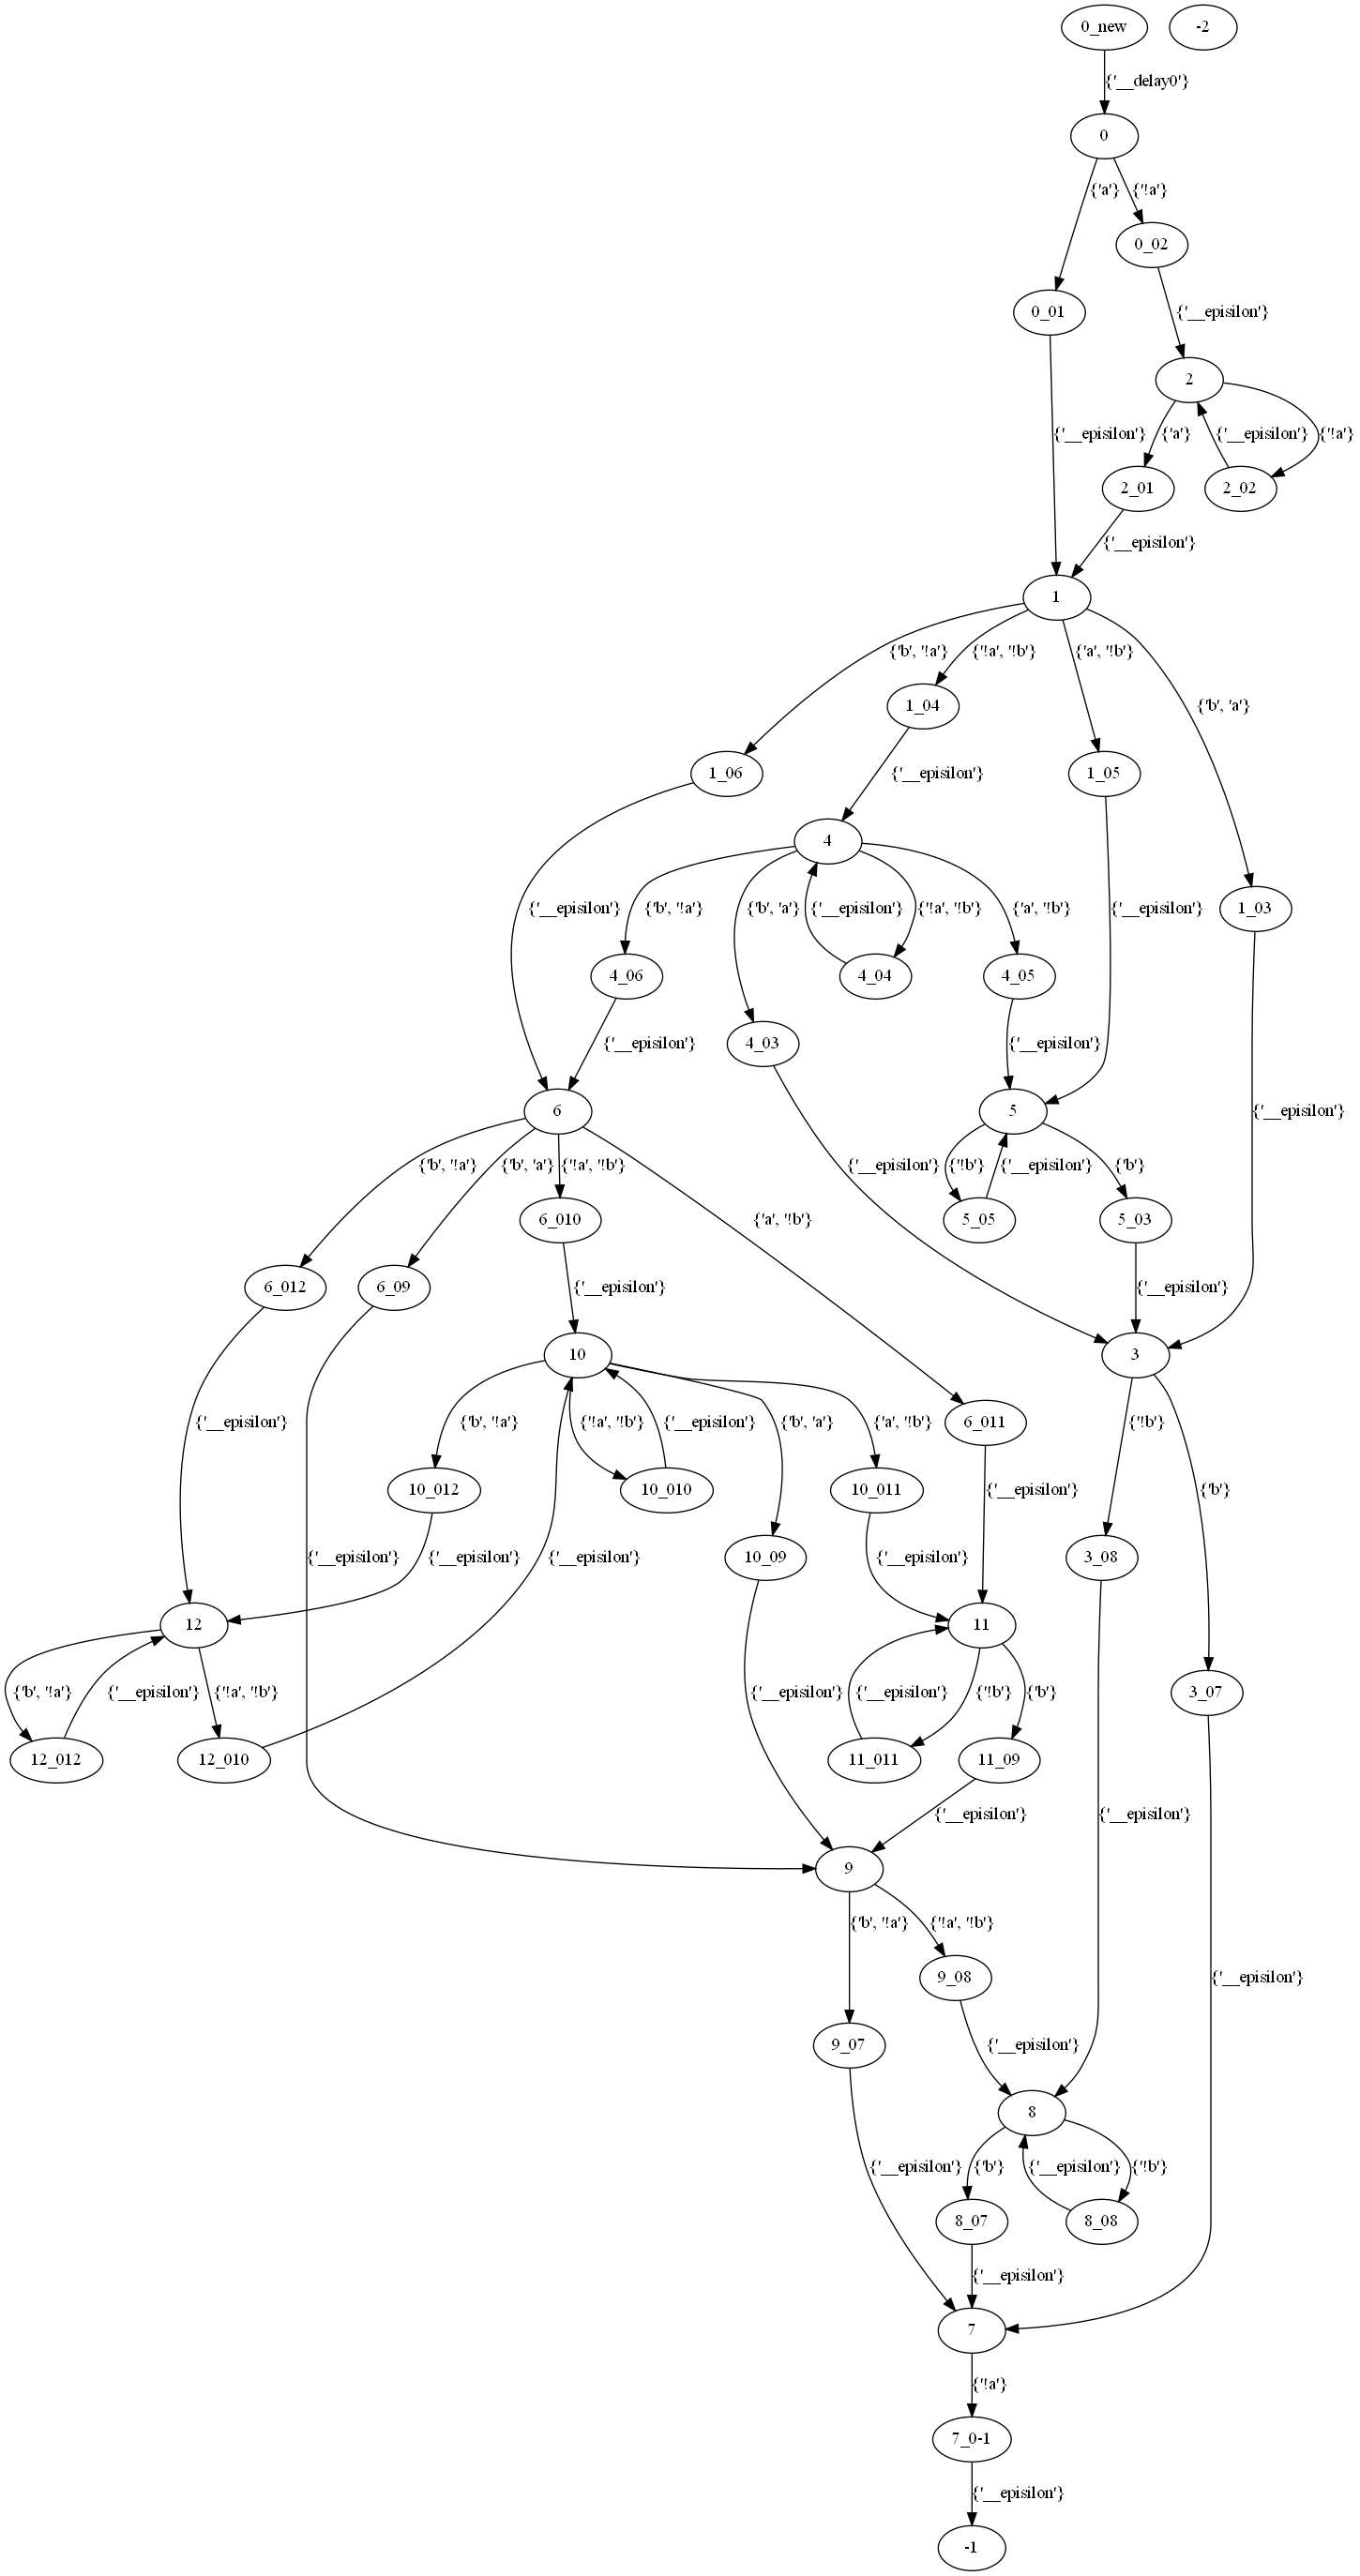 0_new -2
{'__delay0'}
0
{'a'} {'!a'}
0_02
0_01 {'__episilon'}
2
{'__episilon'} {'a'} {'__episilon'} {'!a'}
2_01 2_02
{'__episilon'}
1
{'b', '!a'} {'!a', '!b'} {'a', '!b'}
1_04 {'b', 'a'}
1_06 {'__episilon'} 1_05
4
{'__episilon'} {'b', '!a'} {'b', 'a'} {'__episilon'} {'!a', '!b'} {'a', '!b'} {'__episilon'} 1_03
4_06 4_04 4_05
{'__episilon'} 4_03 {'__episilon'}
6 5 {'__episilon'}
{'b', '!a'} {'b', 'a'} {'!a', '!b'} {'__episilon'} {'!b'} {'__episilon'} {'b'}
6_010 {'a', '!b'} 5_05 5_03
6_012 6_09 {'__episilon'} {'__episilon'}
10 3
{'__episilon'} {'b', '!a'} {'!a', '!b'} {'__episilon'} {'b', 'a'} {'a', '!b'} 6_011 {'!b'} {'b'}
10_012 10_010 10_011 {'__episilon'}
{'__episilon'} {'__episilon'} {'__episilon'} 10_09 {'__episilon'} 3_08
12 11
{'b', '!a'} {'__episilon'} {'!a', '!b'} {'__episilon'} {'__episilon'} {'!b'} {'b'} 3_07
12_012 12_010 11_011 11_09
{'__episilon'} {'__episilon'}
9
{'b', '!a'} {'!a', '!b'}
9_08 {'__episilon'}
9_07 {'__episilon'}
8
{'__episilon'} {'b'} {'__episilon'} {'!b'}
8_07 8_08
{'__episilon'}
7
{'!a'}
7_0-1
{'__episilon'}
-1